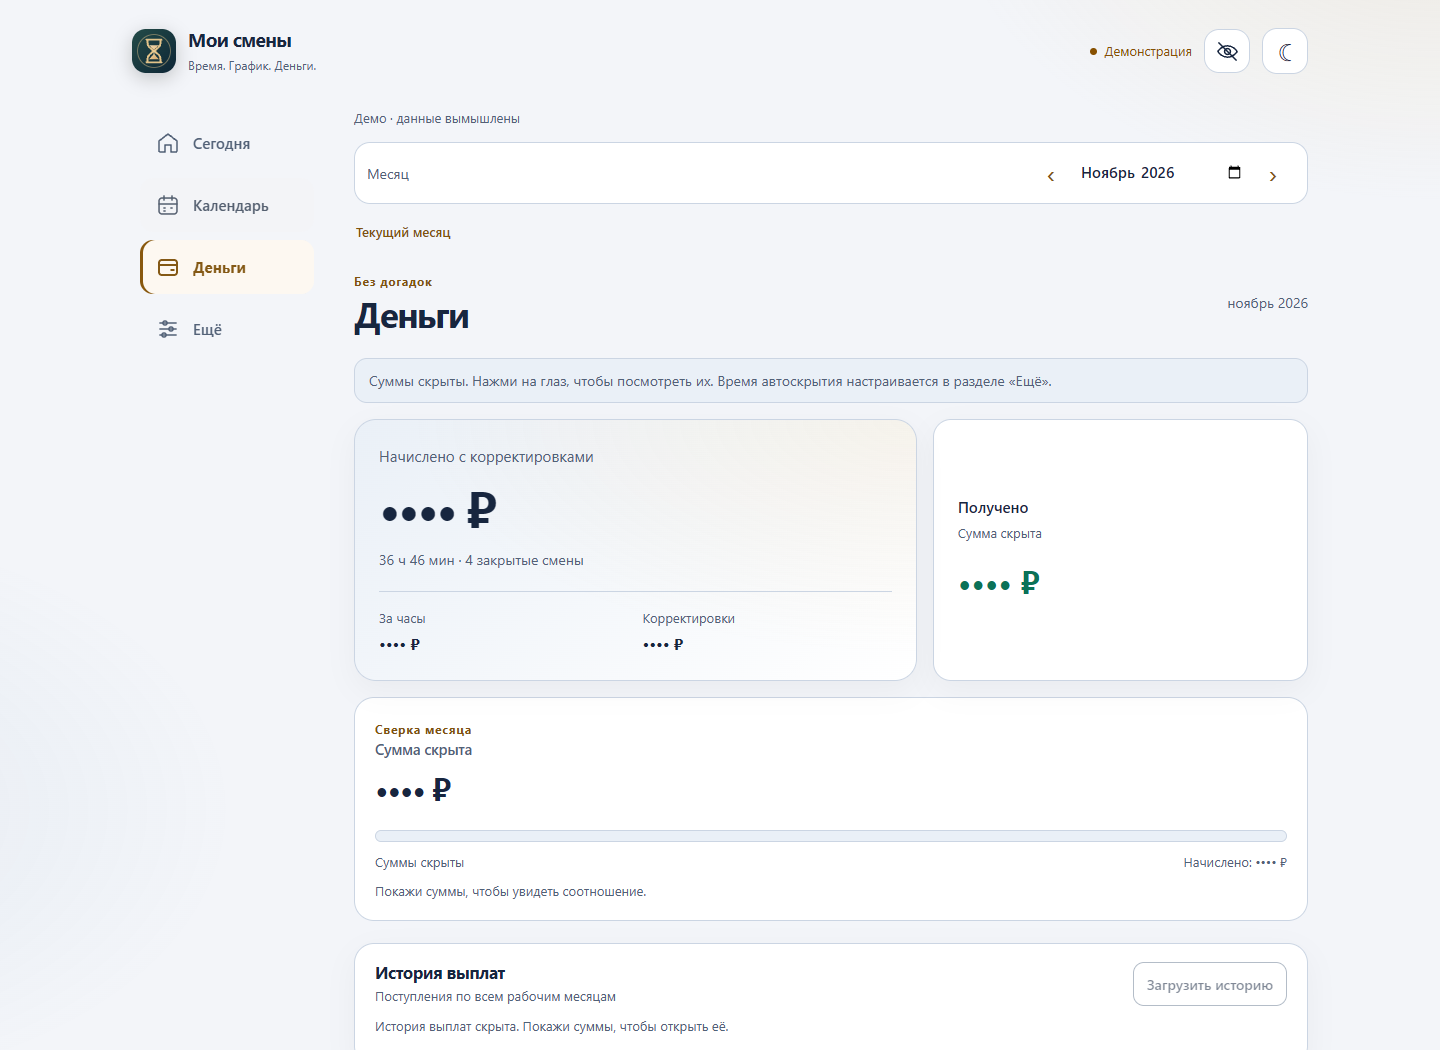 Мои смены
Время. График. Деньги.
Демонстрация
Сегодня
Календарь
Деньги
Ещё
Демо · данные вымышлены
Месяц
‹ Ноябрь 2026 ›
Текущий месяц
Без догадок
Деньги
ноябрь 2026
Суммы скрыты. Нажми на глаз, чтобы посмотреть их. Время автоскрытия настраивается в разделе «Ещё».
Начислено с корректировками
•••• ₽
36 ч 46 мин · 4 закрытые смены
За часы
•••• ₽
Корректировки
•••• ₽
Получено
Сумма скрыта
•••• ₽
Сверка месяца
Сумма скрыта
•••• ₽
Суммы скрыты
Начислено: •••• ₽
Покажи суммы, чтобы увидеть соотношение.
История выплат
Поступления по всем рабочим месяцам
Загрузить историю
История выплат скрыта. Покажи суммы, чтобы открыть её.